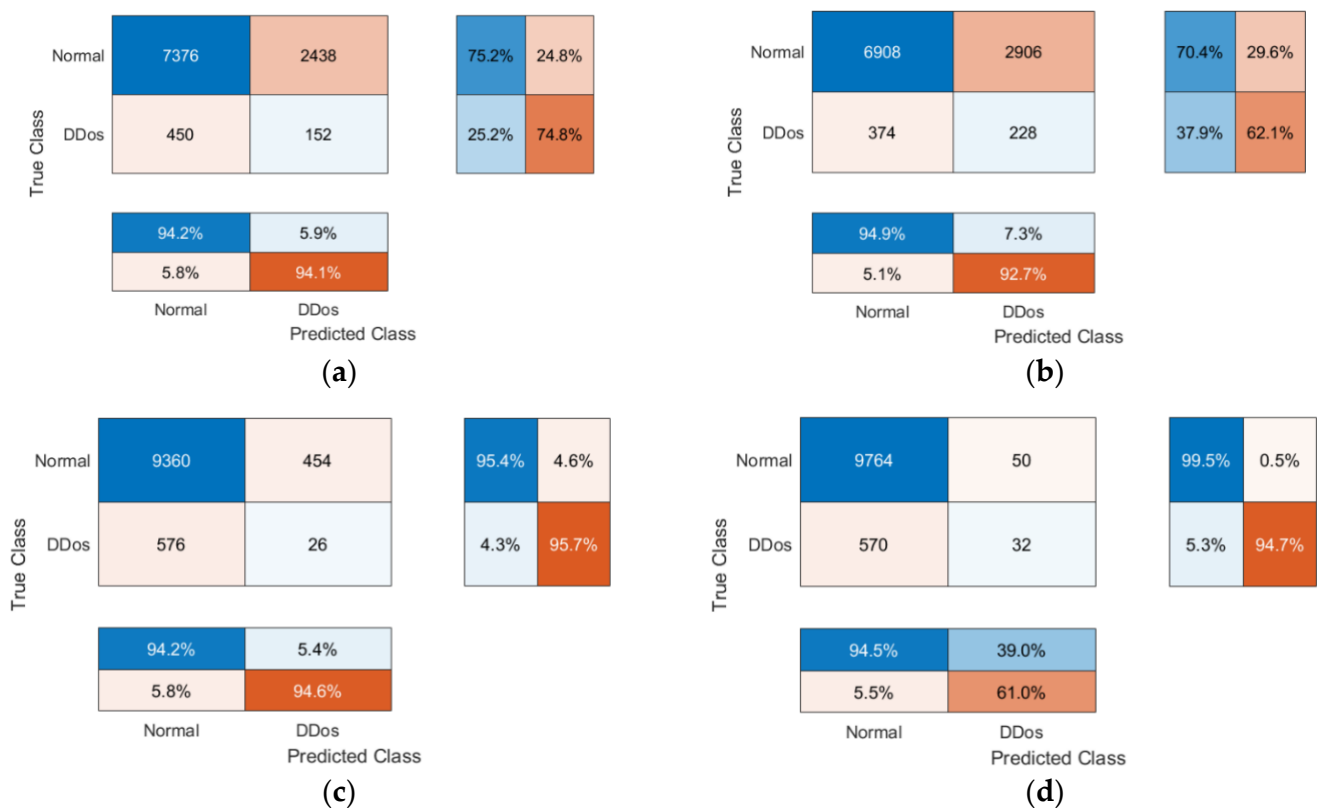 Normal 7376 2438 75.2% 24.8%
DDos 450 152 25.2% 74.8%
True Class
94.2% 5.9%
5.8% 94.1%
Normal DDos
Predicted Class
(a)
Normal 6908 2906 70.4% 29.6%
DDos 374 228 37.9% 62.1%
True Class
94.9% 7.3%
5.1% 92.7%
Normal DDos
Predicted Class
(b)
Normal 9360 454 95.4% 4.6%
DDos 576 26 4.3% 95.7%
True Class
94.2% 5.4%
5.8% 94.6%
Normal DDos
Predicted Class
(c)
Normal 9764 50 99.5% 0.5%
DDos 570 32 5.3% 94.7%
True Class
94.5% 39.0%
5.5% 61.0%
Normal DDos
Predicted Class
(d)